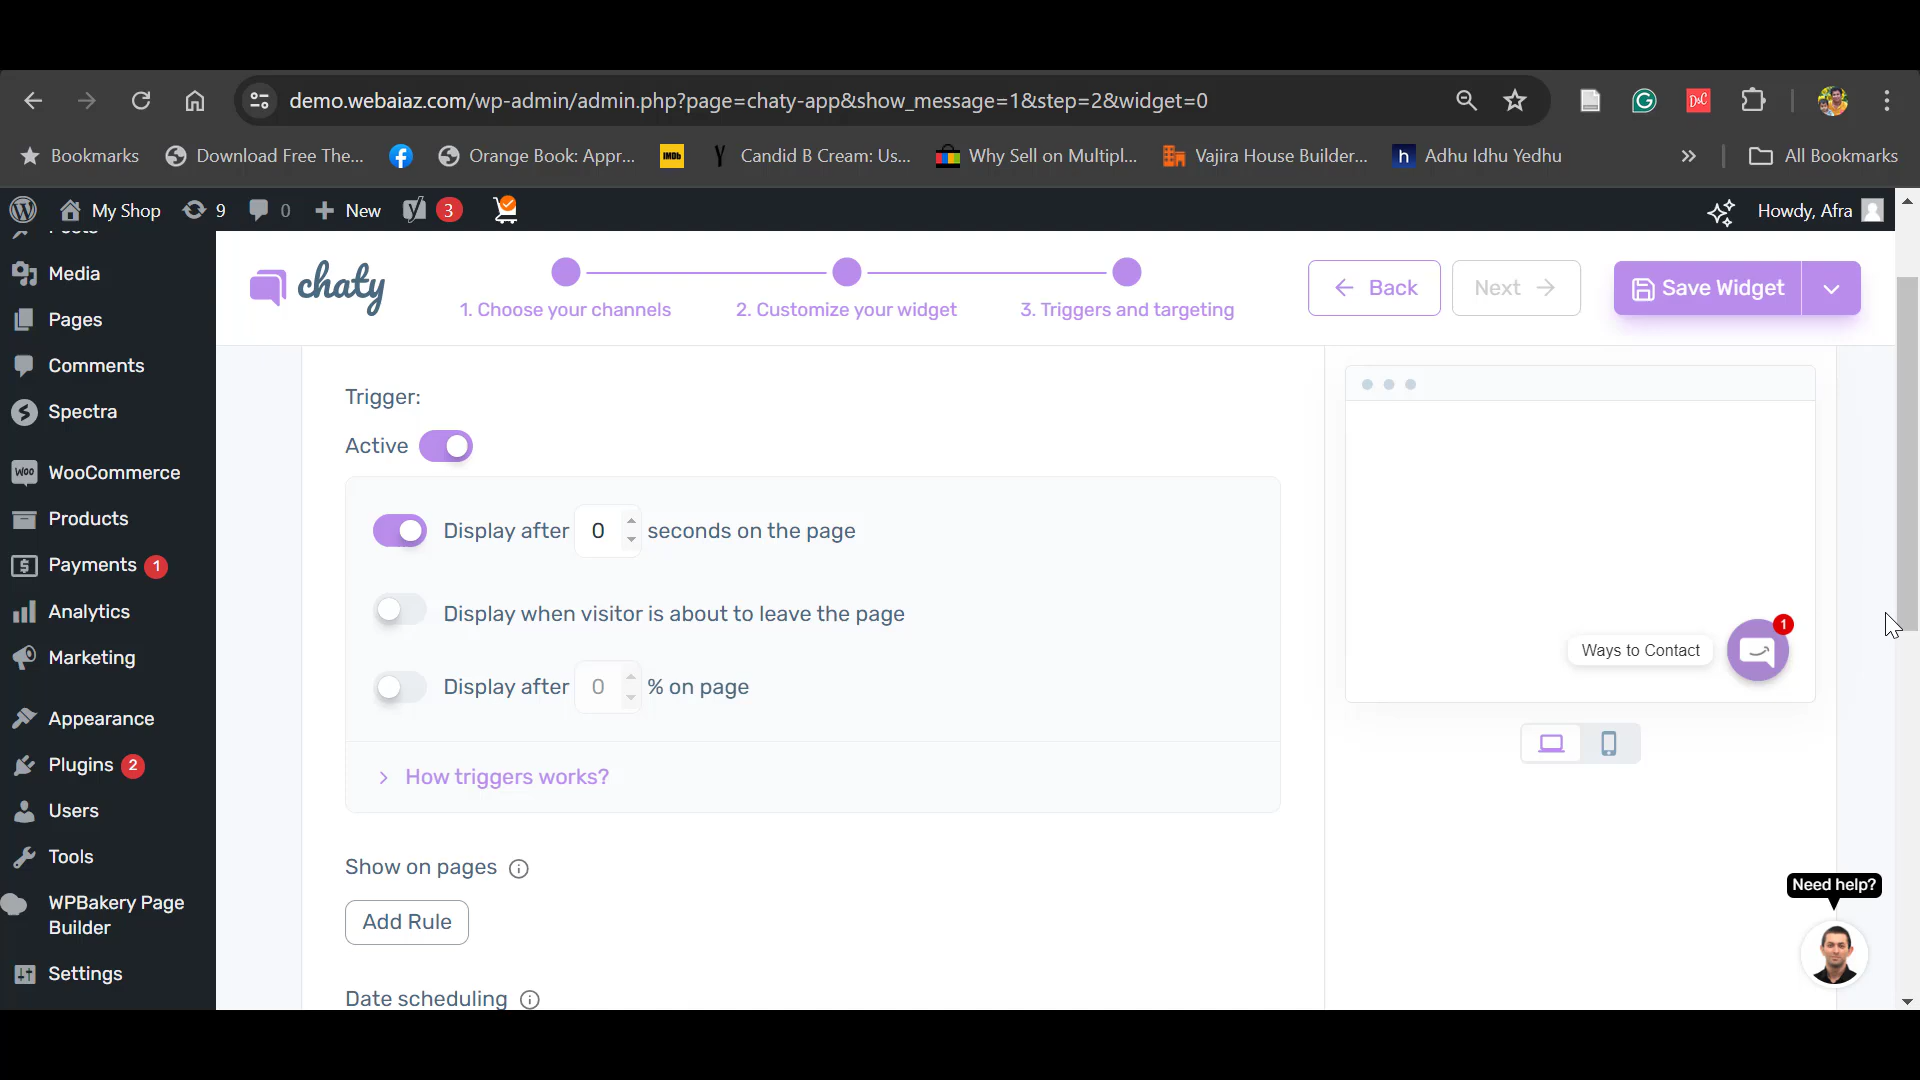 demo.webaiaz.com/wp-admin/admin.php?page=chaty-app&show_message=1&step=2&widget=0
Bookmarks
Download Free The...
Orange Book: Appr...
IMDb
Candid B Cream: Us...
Why Sell on Multipl...
Vajira House Builder...
h
Adhu Idhu Yedhu
»
All Bookmarks
My Shop
9
0
New
3
Howdy, Afra
Media
Pages
Comments
Spectra
WooCommerce
Products
Payments 1
Analytics
Marketing
Appearance
Plugins 2
Users
Tools
WPBakery Page
Builder
Settings
chaty
1. Choose your channels
2. Customize your widget
3. Triggers and targeting
Back
Next
Save Widget
Trigger:
Active
Display after 0 seconds on the page
Display when visitor is about to leave the page
Display after 0 % on page
How triggers works?
Show on pages
Add Rule
Date scheduling
Ways to Contact
1
Need help?